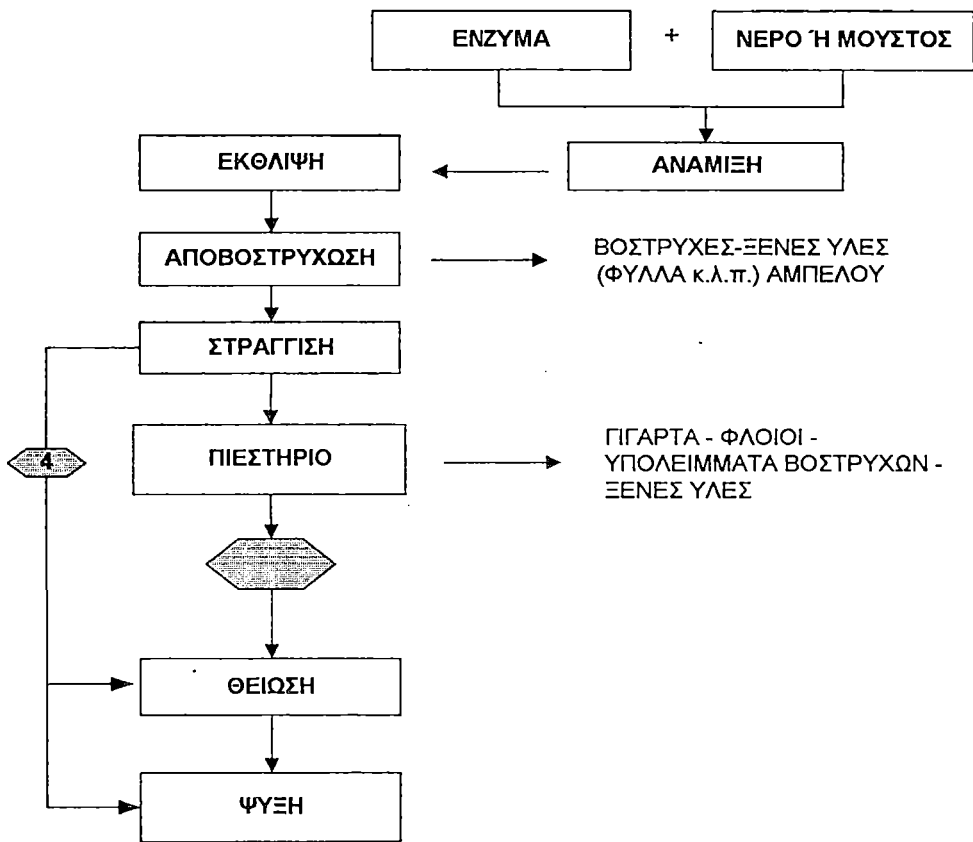 ΕΝΖΥΜΑ + ΝΕΡΟ Ή ΜΟΥΣΤΟΣ
ΕΚΘΛΙΨΗ
ΑΝΑΜΙΞΗ
ΑΠΟΒΟΣΤΡΥΧΩΣΗ
ΒΟΣΤΡΥΧΕΣ-ΞΕΝΕΣ ΥΛΕΣ
(ΦΥΛΛΑ κ.λ.π.) ΑΜΠΕΛΟΥ
ΣΤΡΑΓΓΙΣΗ
4
ΠΙΕΣΤΗΡΙΟ
ΓΙΓΑΡΤΑ - ΦΛΟΙΟΙ -
ΥΠΟΛΕΙΜΜΑΤΑ ΒΟΣΤΡΥΧΩΝ -
ΞΕΝΕΣ ΥΛΕΣ
ΘΕΙΩΣΗ
ΨΥΞΗ